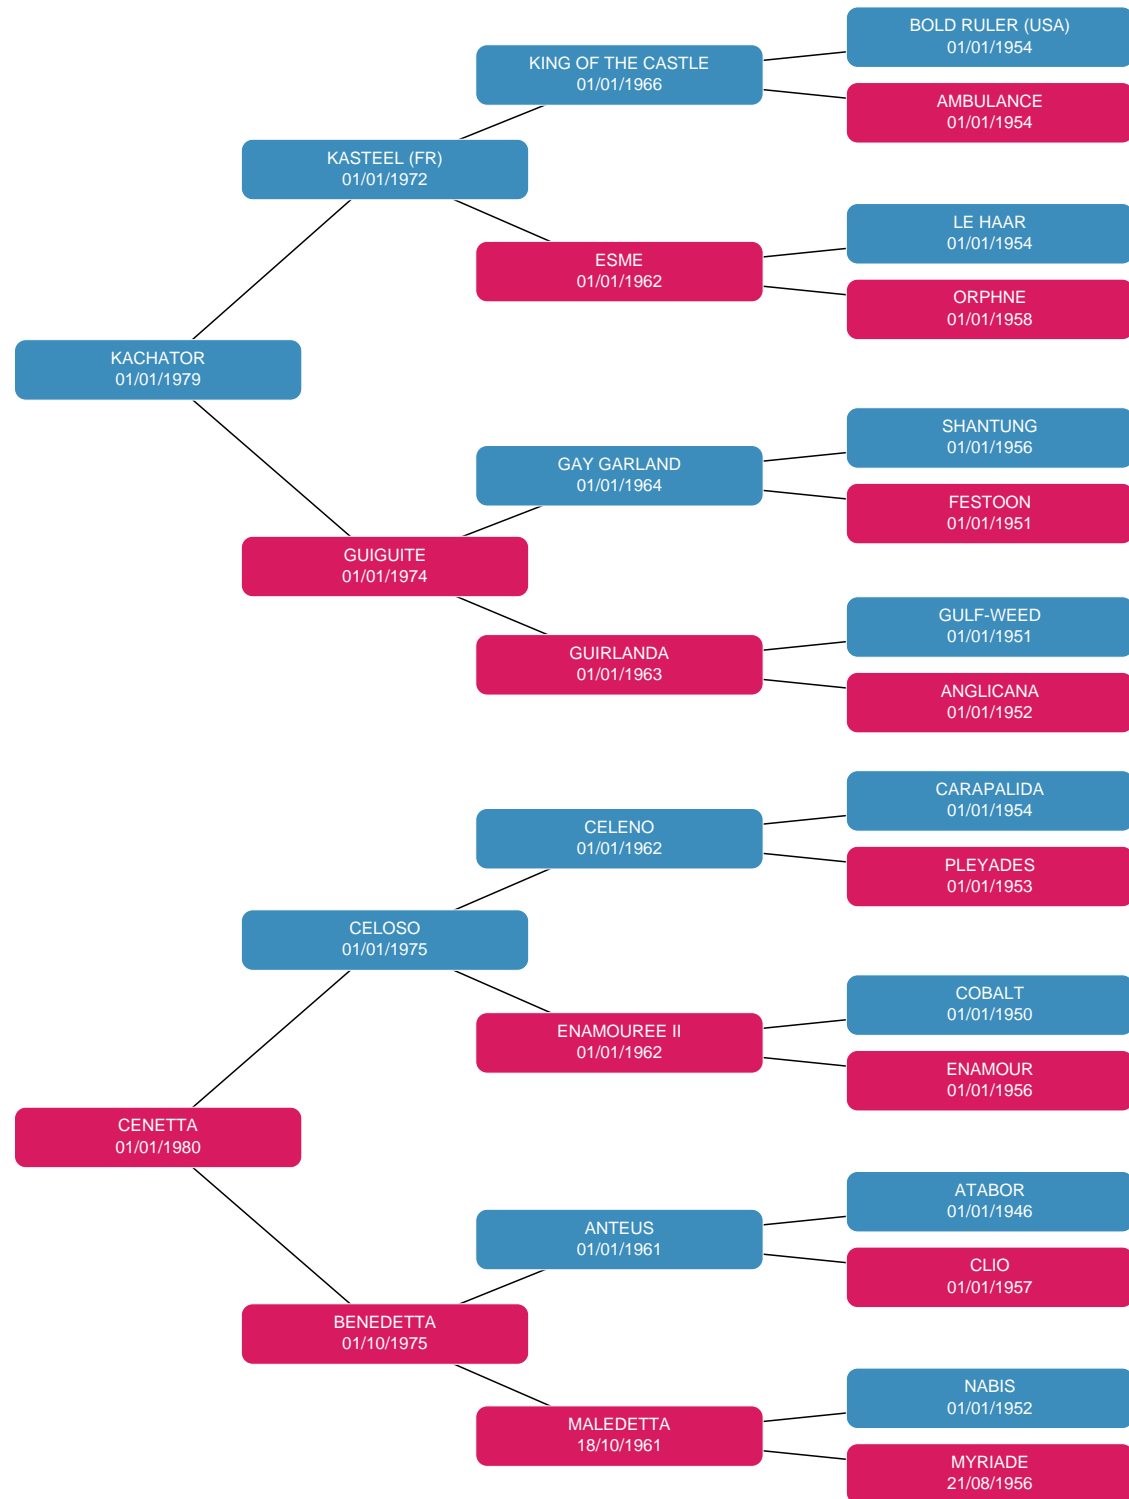 BOLD RULER (USA)
01/01/1954
KING OF THE CASTLE
01/01/1966
AMBULANCE
01/01/1954
KASTEEL (FR)
01/01/1972
LE HAAR
01/01/1954
ESME
01/01/1962
ORPHNE
01/01/1958
KACHATOR
01/01/1979
SHANTUNG
01/01/1956
GAY GARLAND
01/01/1964
FESTOON
01/01/1951
GUIGUITE
01/01/1974
GULF-WEED
01/01/1951
GUIRLANDA
01/01/1963
ANGLICANA
01/01/1952
CARAPALIDA
01/01/1954
CELENO
01/01/1962
PLEYADES
01/01/1953
CELOSO
01/01/1975
COBALT
01/01/1950
ENAMOUREE II
01/01/1962
ENAMOUR
01/01/1956
CENETTA
01/01/1980
ATABOR
01/01/1946
ANTEUS
01/01/1961
CLIO
01/01/1957
BENEDETTA
01/10/1975
NABIS
01/01/1952
MALEDETTA
18/10/1961
MYRIADE
21/08/1956